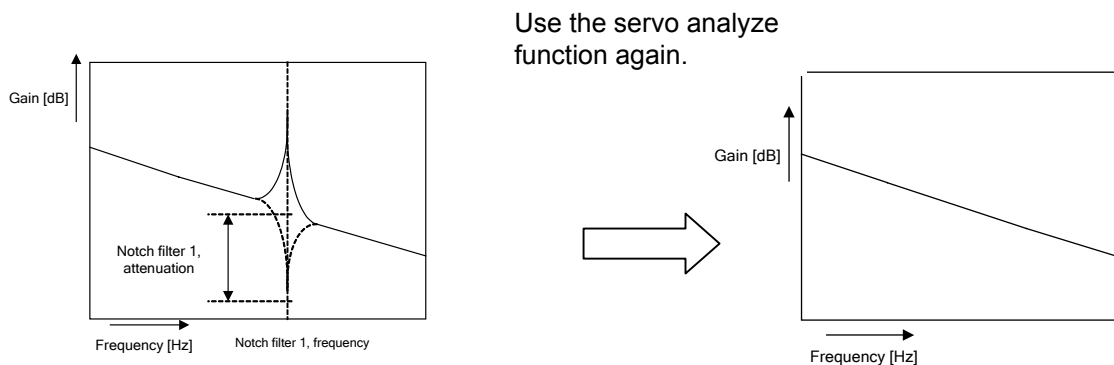 Use the servo analyze
function again.
Gain [dB]
Notch filter 1,
attenuation
Frequency [Hz]
Notch filter 1, frequency
Gain [dB]
Frequency [Hz]